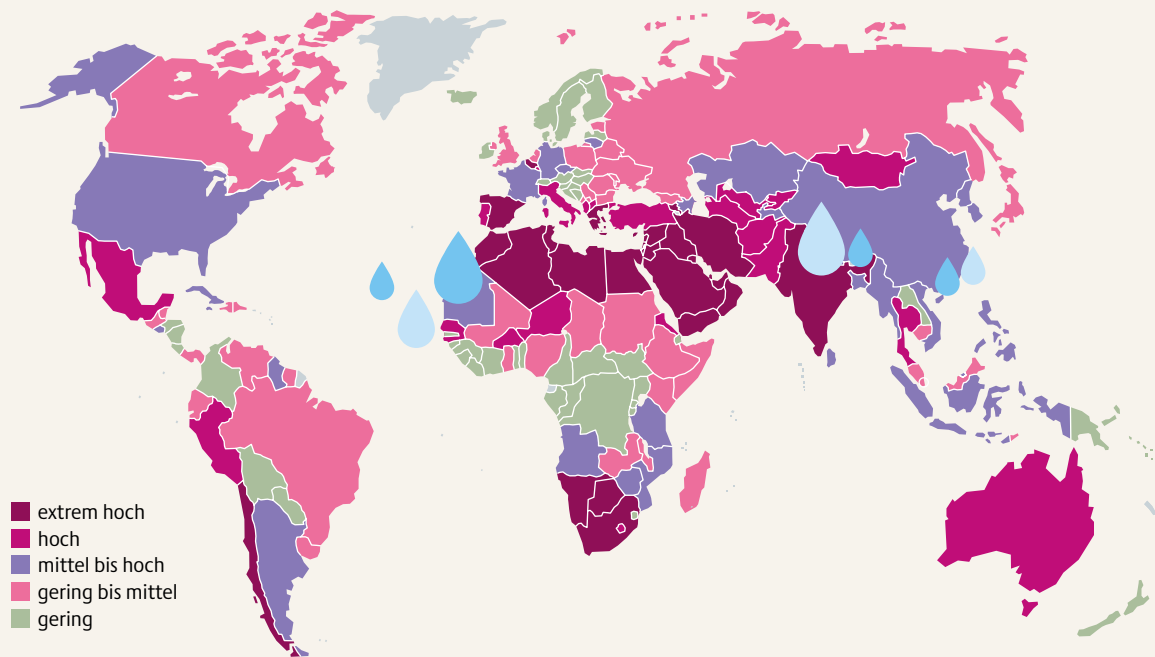 extrem hoch
hoch
mittel bis hoch
gering bis mittel
gering